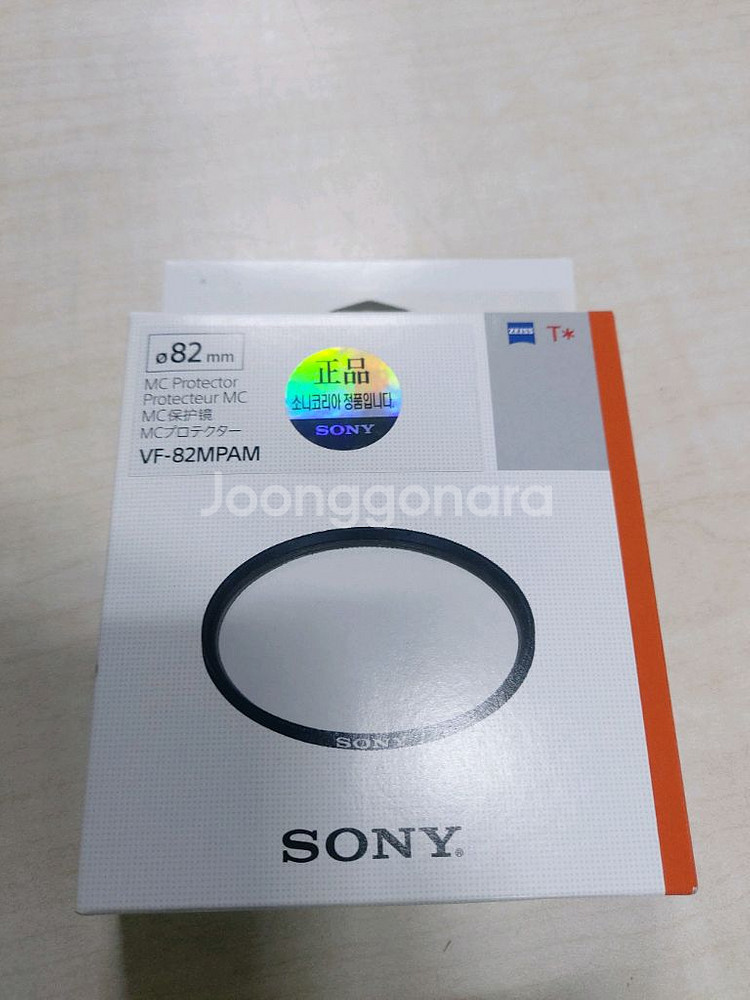 ø82 mm
MC Protector
Protecteur MC
MC保护镜
MCプロテクター
VF-82MPAM
正品
소니코리아 정품입니다.
SONY
ZEISS
T*
Joonggonara
SONY
SONY®